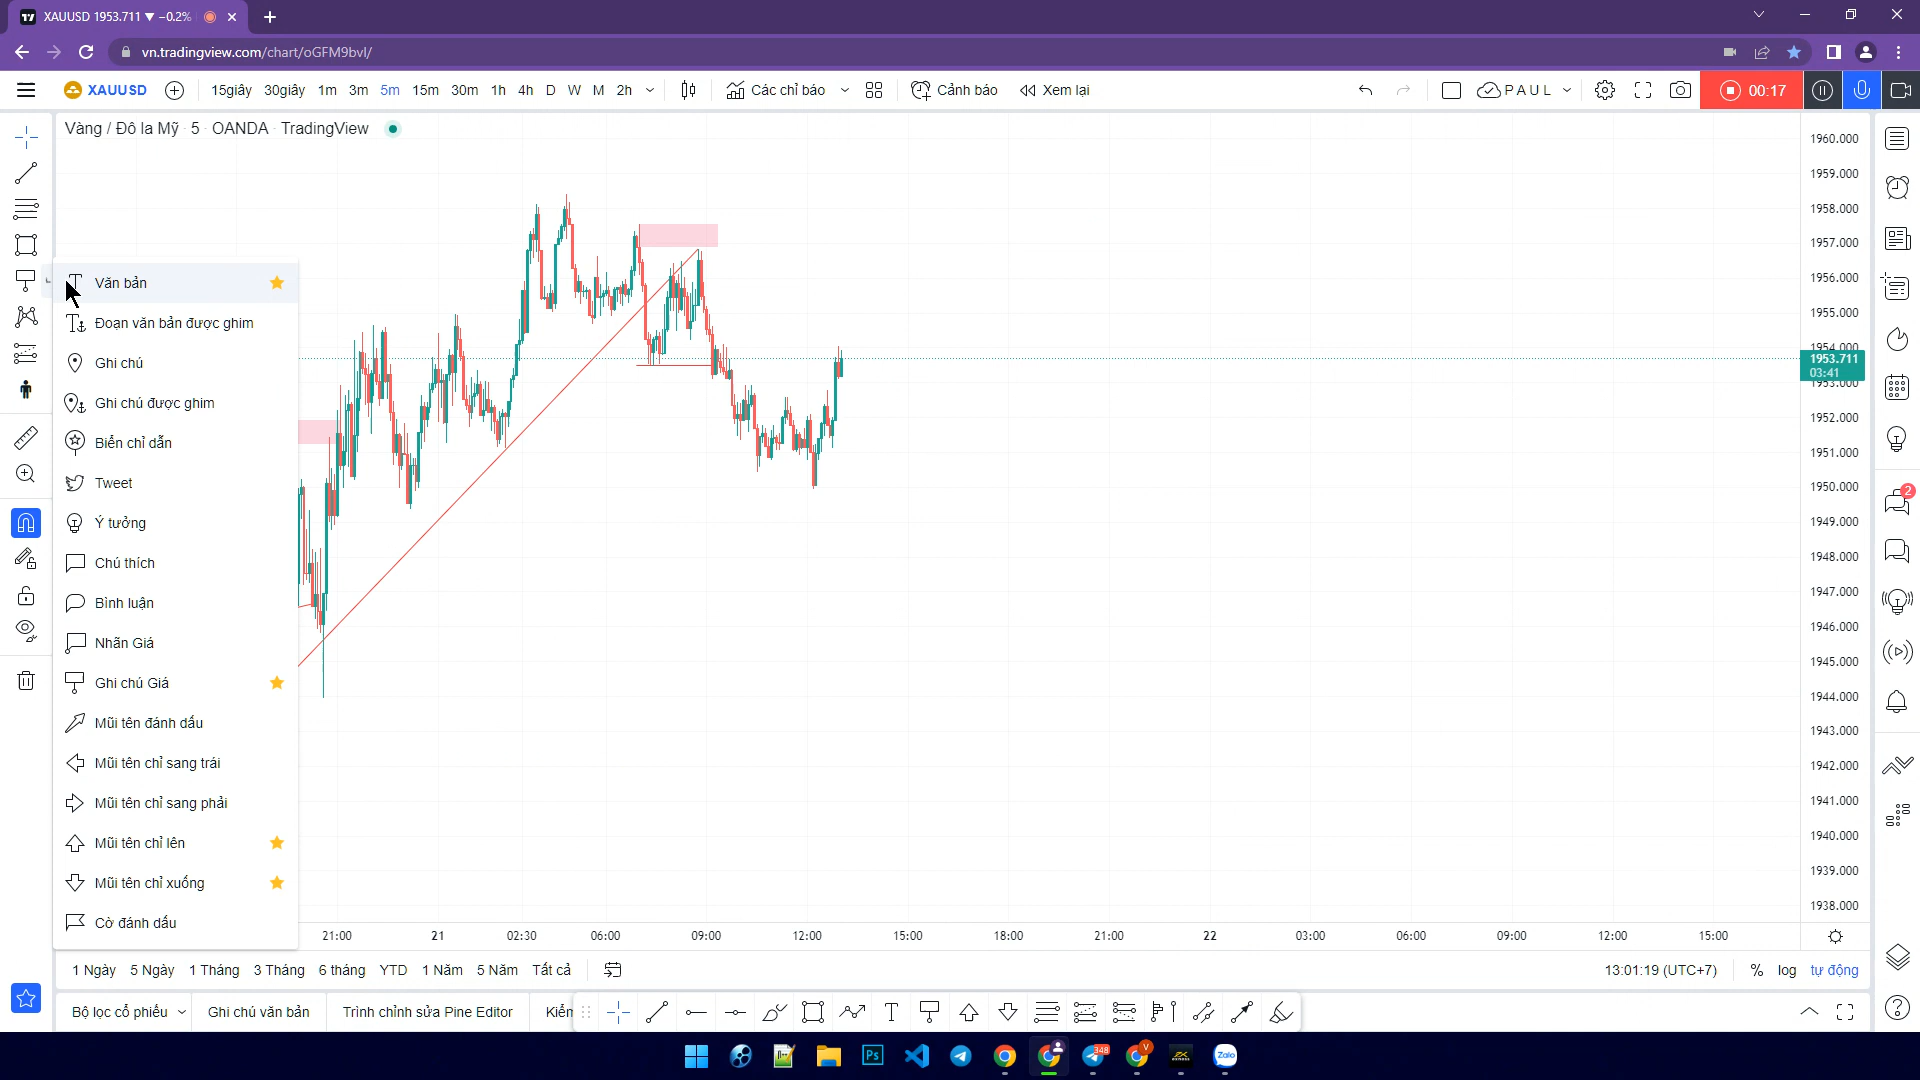 XAUUSD 1953.711 ▼ −0.2%
vn.tradingview.com/chart/oGFM9bvI/
XAUUSD 15giây 30giây 1m 3m 5m 15m 30m 1h 4h D W M 2h Các chỉ báo Cảnh báo Xem lại PAUL 00:17
Vàng / Đô la Mỹ · 5 · OANDA · TradingView
1960.000
1959.000
1958.000
1957.000
1956.000
1955.000
1954.000
1953.711
03:41
1953.000
1952.000
1951.000
1950.000
1949.000
1948.000
1947.000
1946.000
1945.000
1944.000
1943.000
1942.000
1941.000
1940.000
1939.000
1938.000
Văn bản
Đoạn văn bản được ghim
Ghi chú
Ghi chú được ghim
Biển chỉ dẫn
Tweet
Ý tưởng
Chú thích
Bình luận
Nhãn Giá
Ghi chú Giá
Mũi tên đánh dấu
Mũi tên chỉ sang trái
Mũi tên chỉ sang phải
Mũi tên chỉ lên
Mũi tên chỉ xuống
Cờ đánh dấu
2
21:00 21 02:30 06:00 09:00 12:00 15:00 18:00 21:00 22 03:00 06:00 09:00 12:00 15:00
1 Ngày 5 Ngày 1 Tháng 3 Tháng 6 tháng YTD 1 Năm 5 Năm Tất cả 13:01:19 (UTC+7) % log tự động
Bộ lọc cổ phiếu Ghi chú văn bản Trình chỉnh sửa Pine Editor Kiểm
Ps 348 V Zalo